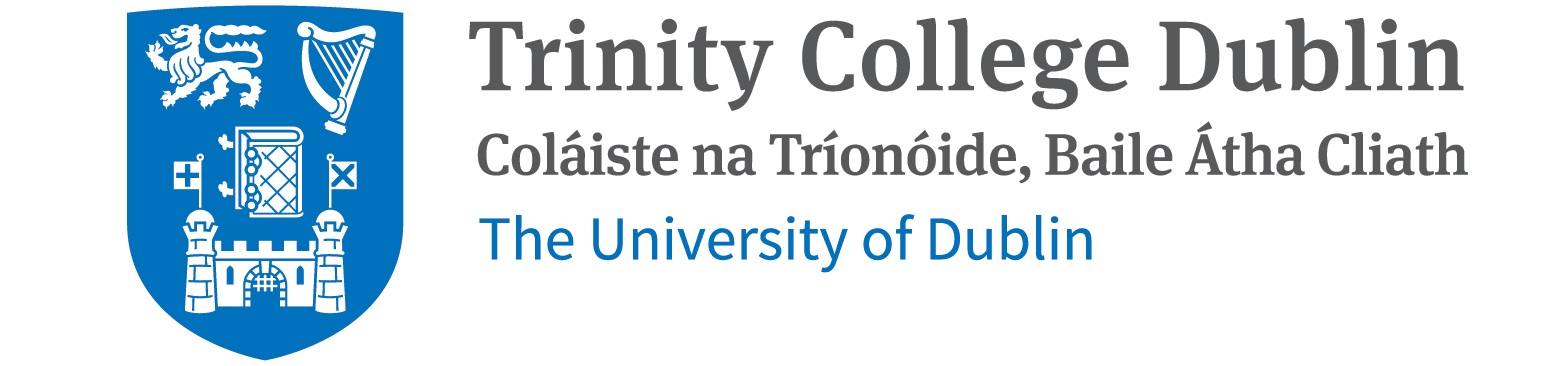 Trinity College Dublin
Coláiste na Tríonóide, Baile Átha Cliath
The University of Dublin